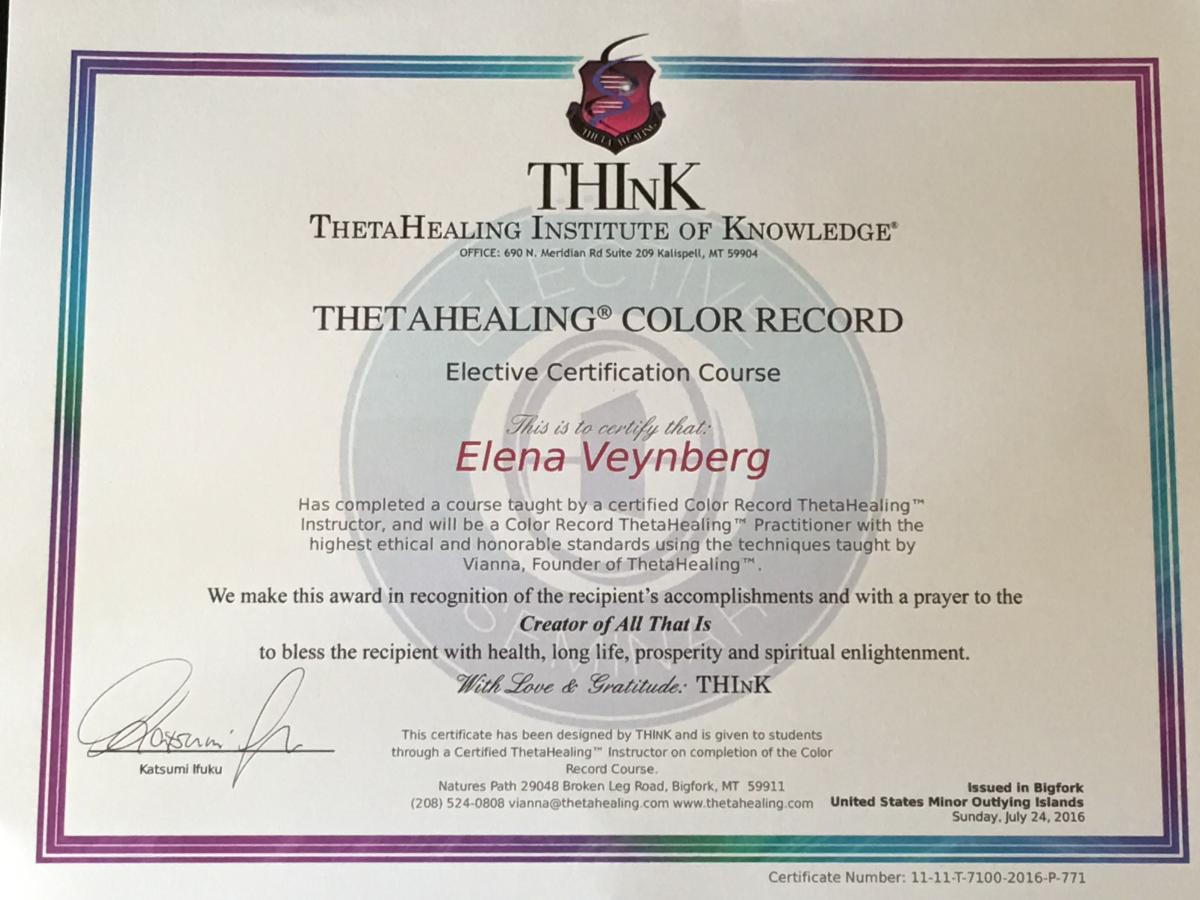 THETA HEALING
THInK
ThetaHealing Institute of Knowledge®
OFFICE: 690 N. Meridian Rd Suite 209 Kalispell, MT 59904
ELECTIVE
THETAHEALING® COLOR RECORD
Elective Certification Course
This is to certify that:
Elena Veynberg
Has completed a course taught by a certified Color Record ThetaHealing™
Instructor, and will be a Color Record ThetaHealing™ Practitioner with the
highest ethical and honorable standards using the techniques taught by
Vianna, Founder of ThetaHealing™.
We make this award in recognition of the recipient's accomplishments and with a prayer to the
Creator of All That Is
SEMINAR
to bless the recipient with health, long life, prosperity and spiritual enlightenment.
With Love & Gratitude: THInK
Katsumi Ifuku
This certificate has been designed by THINK and is given to students
through a Certified ThetaHealing™ Instructor on completion of the Color
Record Course.
Natures Path 29048 Broken Leg Road, Bigfork, MT 59911
(208) 524-0808 vianna@thetahealing.com www.thetahealing.com
Issued in Bigfork
United States Minor Outlying Islands
Sunday, July 24, 2016
Certificate Number: 11-11-T-7100-2016-P-771